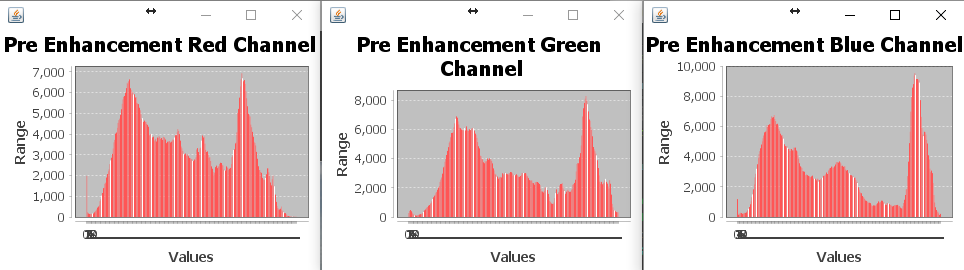 Pre Enhancement Red Channel
7,000
6,000
5,000
4,000
3,000
2,000
1,000
0
Range
Values
Pre Enhancement Green
Channel
8,000
6,000
4,000
2,000
0
Range
Values
Pre Enhancement Blue Channel
10,000
8,000
6,000
4,000
2,000
0
Range
Values